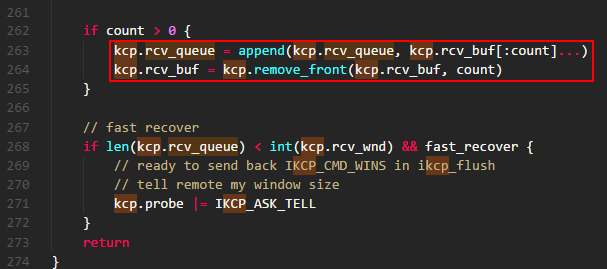 261
262 if count > 0 {
263 kcp.rcv_queue = append(kcp.rcv_queue, kcp.rcv_buf[:count]...)
264 kcp.rcv_buf = kcp.remove_front(kcp.rcv_buf, count)
265 }
266
267 // fast recover
268 if len(kcp.rcv_queue) < int(kcp.rcv_wnd) && fast_recover {
269 // ready to send back IKCP_CMD_WINS in ikcp_flush
270 // tell remote my window size
271 kcp.probe |= IKCP_ASK_TELL
272 }
273 return
274 }